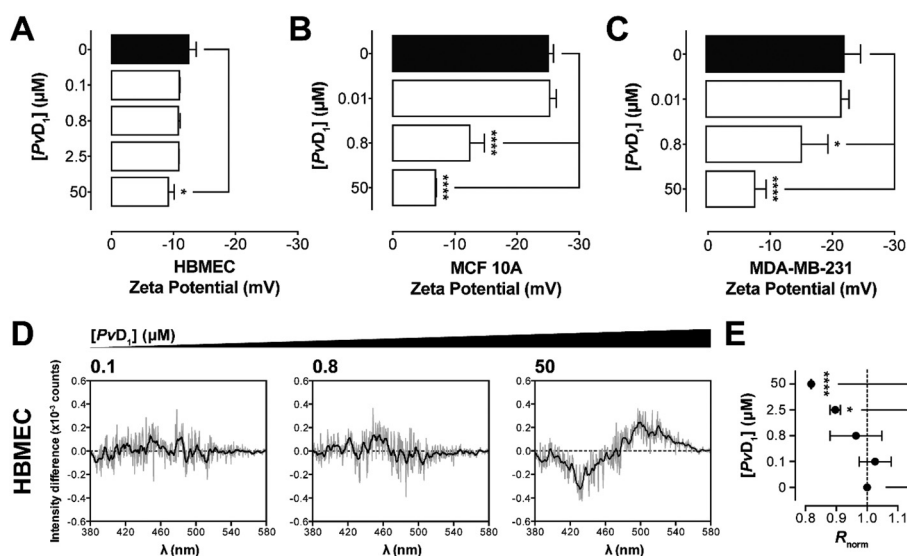 A
B
C
[PvD₁] (μM)
0
0.1
0.8
2.5
50
*
0
-10
-20
-30
HBMEC
Zeta Potential (mV)
[PvD₁] (μM)
0
0.01
0.8
50
****
****
0
-10
-20
-30
MCF 10A
Zeta Potential (mV)
[PvD₁] (μM)
0
0.01
0.8
50
*
****
0
-10
-20
-30
MDA-MB-231
Zeta Potential (mV)
D
[PvD₁] (μM)
HBMEC
Intensity difference (x10⁻³ counts)
0.1
0.6
0.4
0.2
0.0
-0.2
-0.4
-0.6
380 420 460 500 540 580
λ (nm)
0.8
0.6
0.4
0.2
0.0
-0.2
-0.4
-0.6
380 420 460 500 540 580
λ (nm)
50
0.6
0.4
0.2
0.0
-0.2
-0.4
-0.6
380 420 460 500 540 580
λ (nm)
E
[PvD₁] (μM)
50
2.5
0.8
0.1
0
****
*
0.8 0.9 1.0 1.1
Rnorm